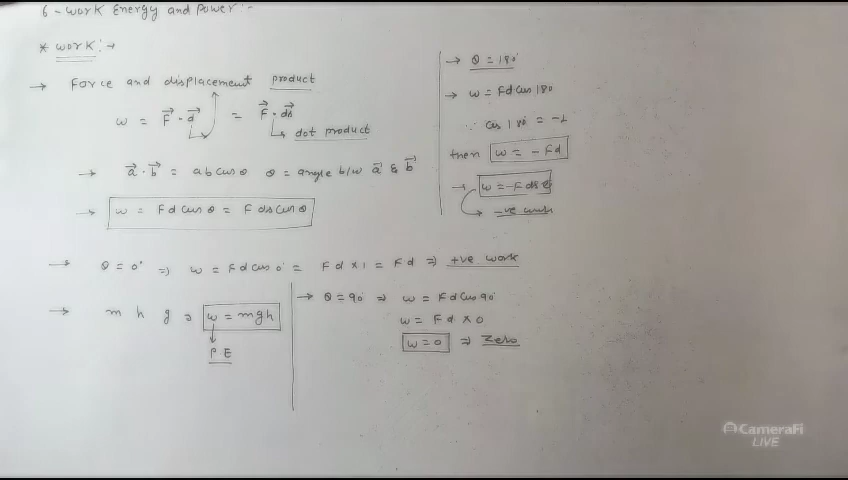 6 - Work Energy and Power :-
* Work :→
→ Force and displacement product
w = F⃗ · d⃗ = F⃗ · ds⃗
↳ dot product
→ a⃗ · b⃗ = ab cos θ θ = angle b/w a⃗ & b⃗
→ w = Fd cos θ = F dis cos θ
→ θ = 0° ⇒ w = Fd cos 0° = Fd × 1 = Fd ⇒ +ve work
→ m h g ⇒ w = mgh
↓
P E
→ θ = 90° ⇒ w = Fd cos 90°
w = Fd × 0
w = 0 ⇒ Zero
→ θ = 180°
→ w = Fd cos 180
∵ cos 180 = -1
then w = - Fd
→ w = -F dis
→ -ve work
CameraFi
LIVE